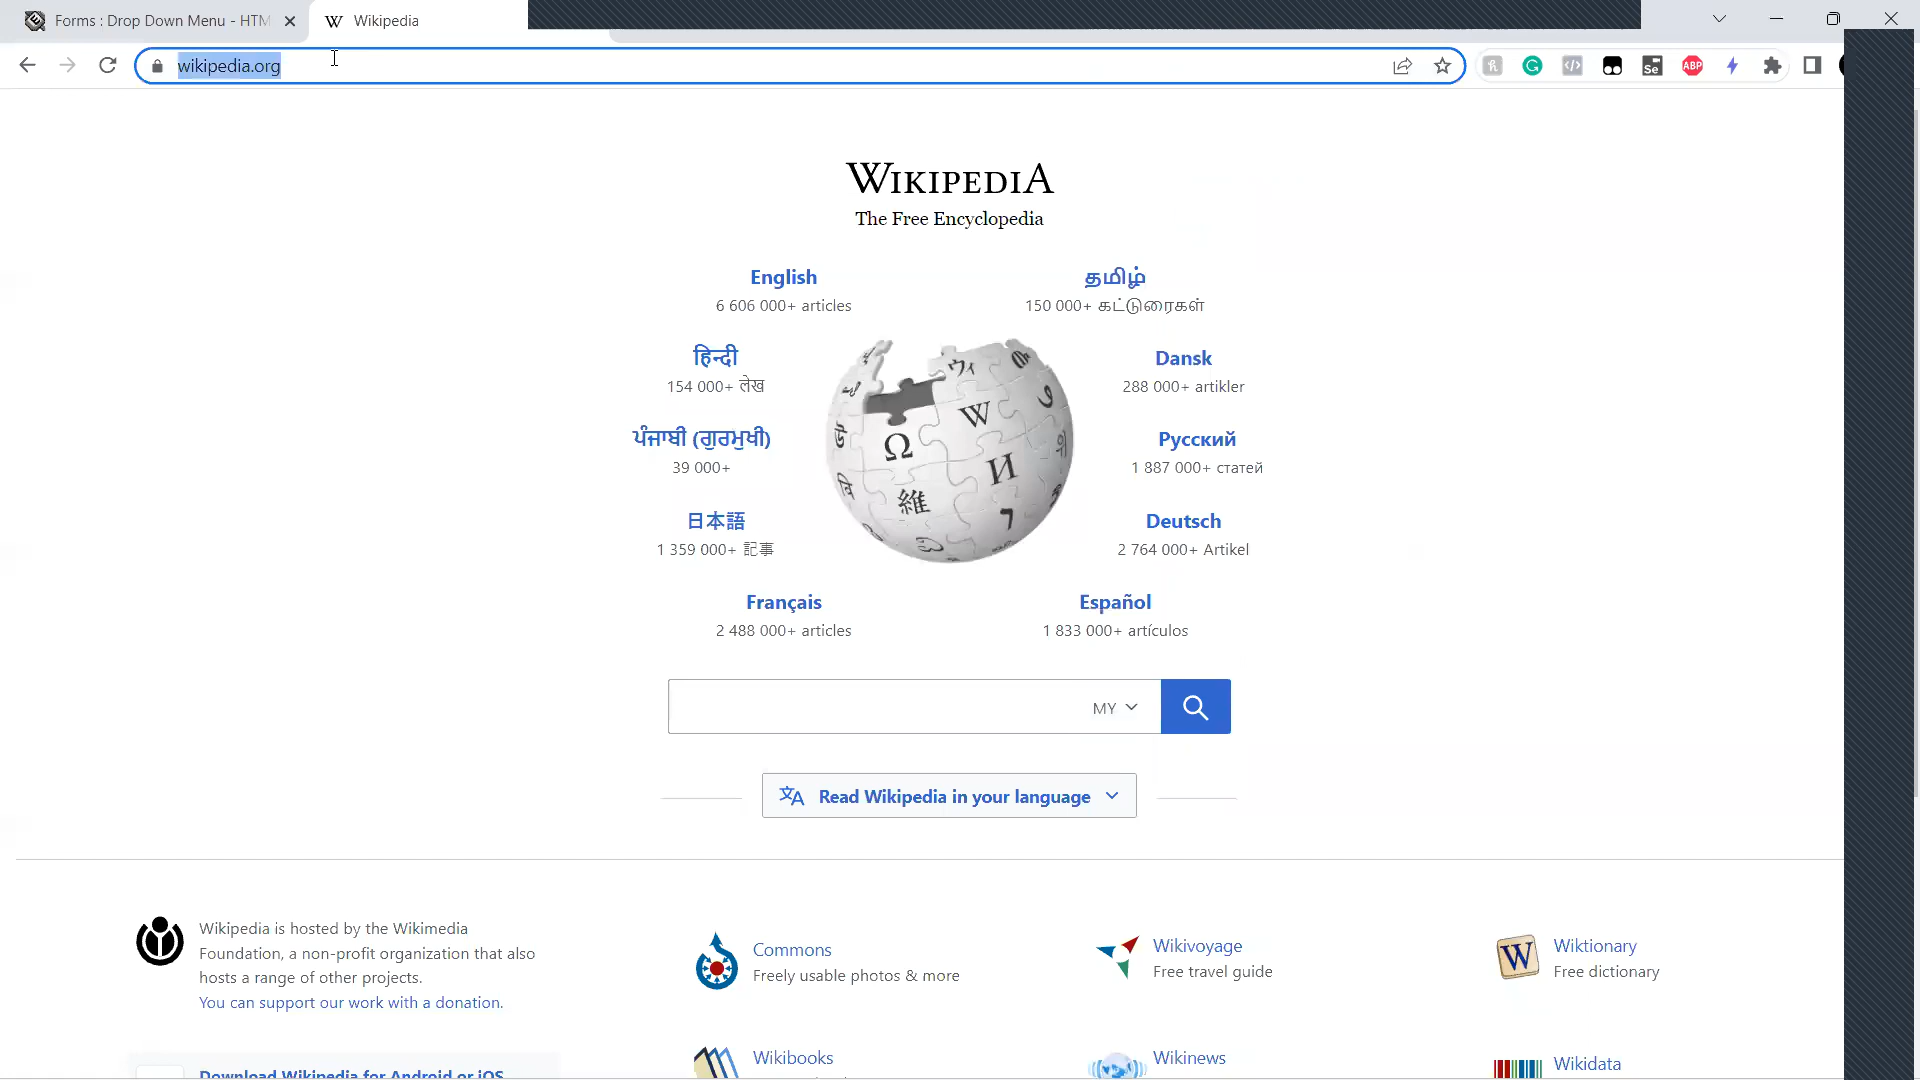 Forms : Drop Down Menu - HTM
Wikipedia
wikipedia.org
WIKIPEDIA
The Free Encyclopedia
English
6 606 000+ articles
தமிழ்
150 000+ கட்டுரைகள்
हिन्दी
154 000+ लेख
Dansk
288 000+ artikler
ਪੰਜਾਬੀ (ਗੁਰਮੁਖੀ)
39 000+
Русский
1 887 000+ статей
日本語
1 359 000+ 記事
Deutsch
2 764 000+ Artikel
Français
2 488 000+ articles
Español
1 833 000+ artículos
MY
Read Wikipedia in your language
Wikipedia is hosted by the Wikimedia
Foundation, a non-profit organization that also
hosts a range of other projects.
You can support our work with a donation.
Commons
Freely usable photos & more
Wikivoyage
Free travel guide
Wiktionary
Free dictionary
Download Wikipedia for Android or iOS
Wikibooks
Wikinews
Wikidata